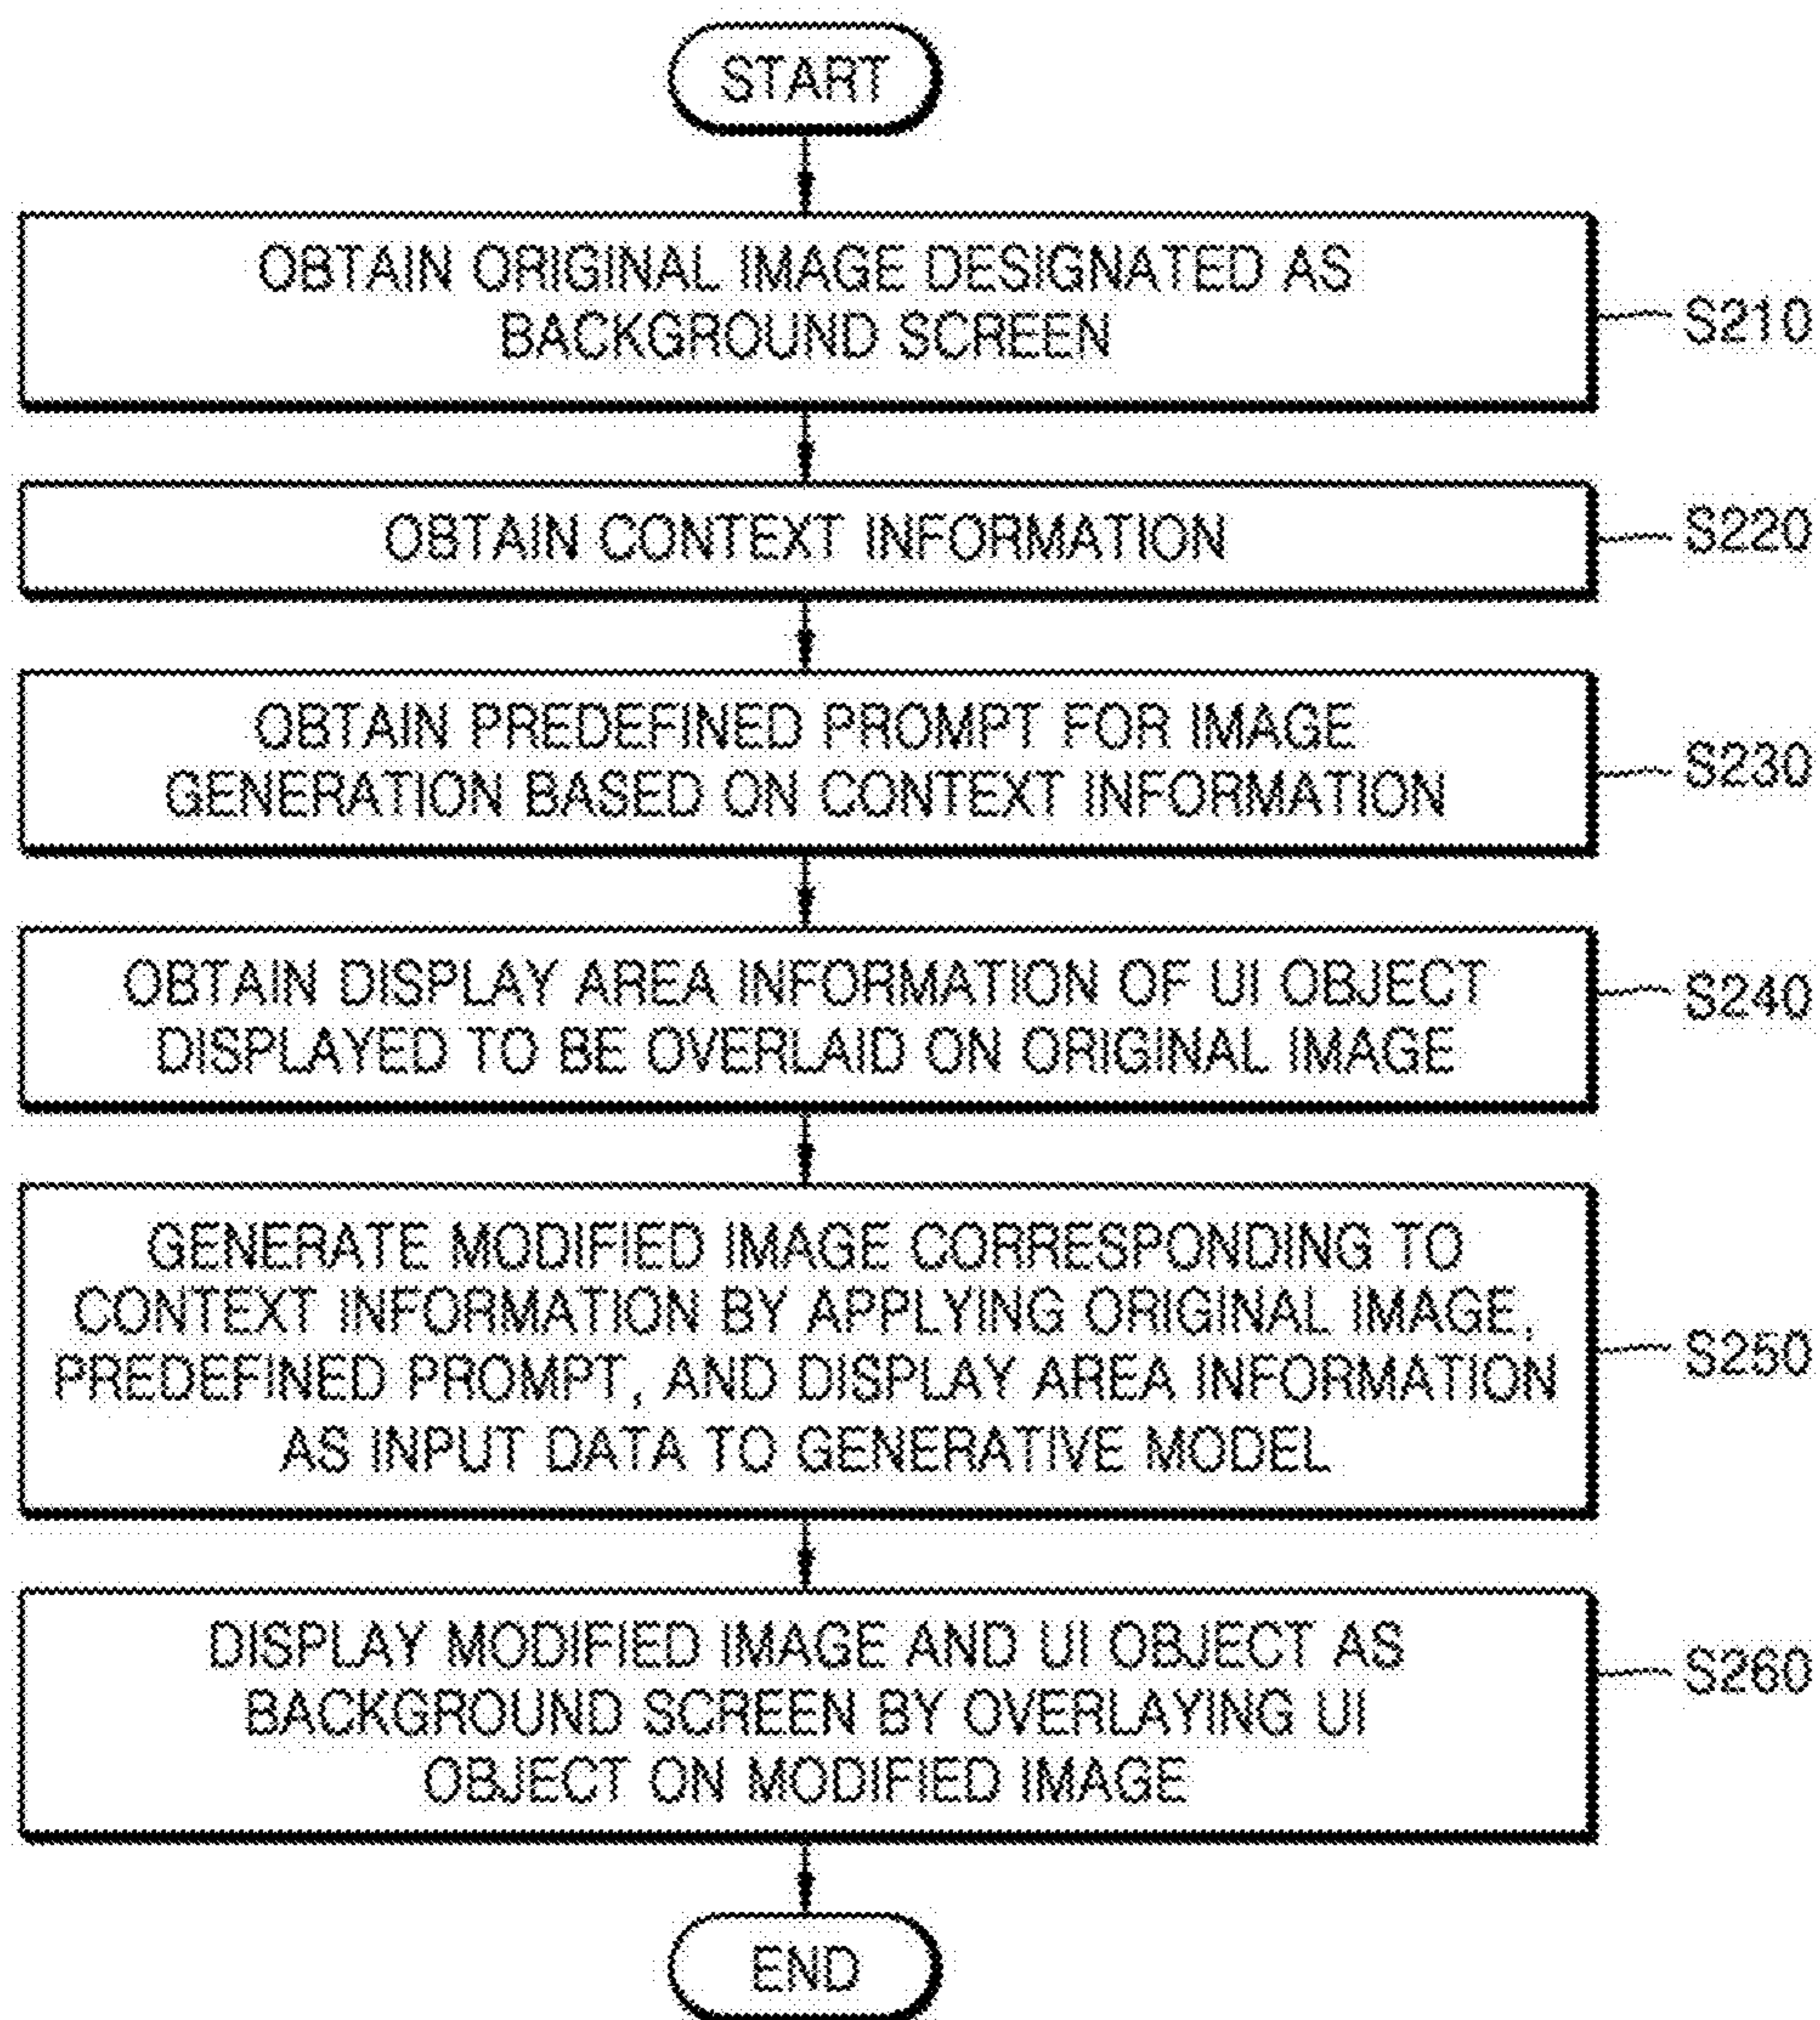 START
OBTAIN ORIGINAL IMAGE DESIGNATED AS
BACKGROUND SCREEN
S210
OBTAIN CONTEXT INFORMATION
S220
OBTAIN PREDEFINED PROMPT FOR IMAGE
GENERATION BASED ON CONTEXT INFORMATION
S230
OBTAIN DISPLAY AREA INFORMATION OF UI OBJECT
DISPLAYED TO BE OVERLAID ON ORIGINAL IMAGE
S240
GENERATE MODIFIED IMAGE CORRESPONDING TO
CONTEXT INFORMATION BY APPLYING ORIGINAL IMAGE,
PREDEFINED PROMPT, AND DISPLAY AREA INFORMATION
AS INPUT DATA TO GENERATIVE MODEL
S250
DISPLAY MODIFIED IMAGE AND UI OBJECT AS
BACKGROUND SCREEN BY OVERLAYING UI
OBJECT ON MODIFIED IMAGE
S260
END